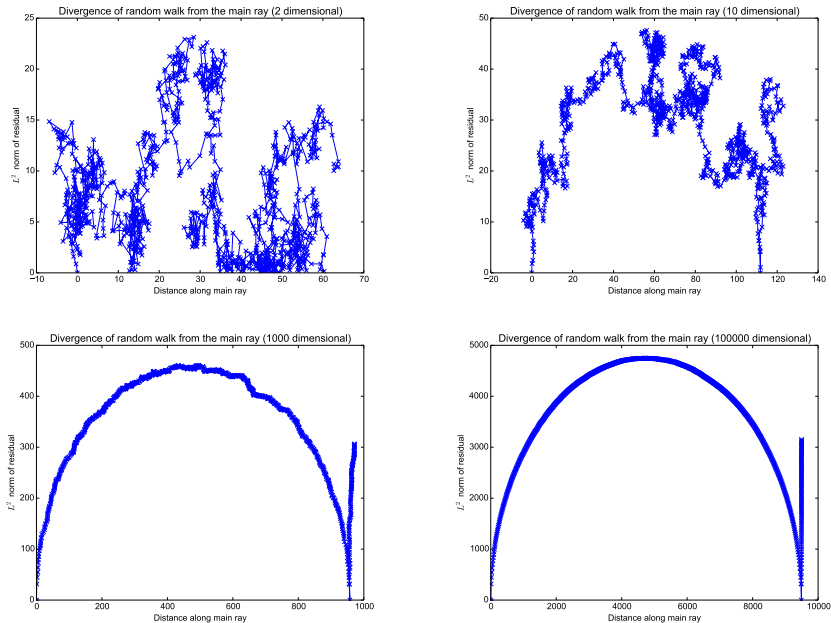 Divergence of random walk from the main ray (2 dimensional)
25
20
15
10
5
0
L² norm of residual
−10 0 10 20 30 40 50 60 70
Distance along main ray
Divergence of random walk from the main ray (10 dimensional)
50
40
30
20
10
0
L² norm of residual
−20 0 20 40 60 80 100 120 140
Distance along main ray
Divergence of random walk from the main ray (1000 dimensional)
500
400
300
200
100
0
L² norm of residual
0 200 400 600 800 1000
Distance along main ray
Divergence of random walk from the main ray (100000 dimensional)
5000
4000
3000
2000
1000
0
L² norm of residual
0 2000 4000 6000 8000 10000
Distance along main ray